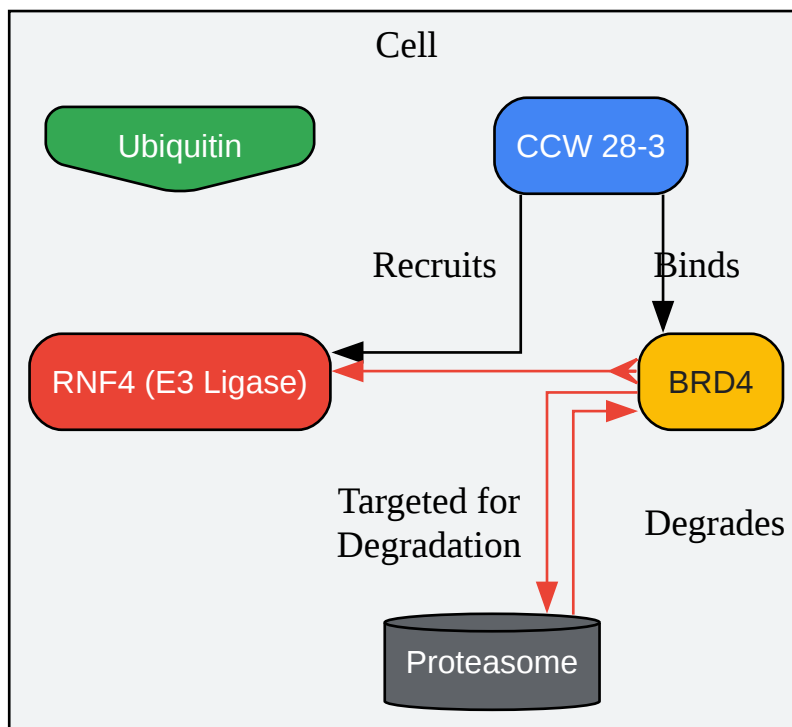 Cell
Ubiquitin
CCW 28-3
Recruits
Binds
RNF4 (E3 Ligase)
BRD4
Targeted for
Degradation
Degrades
Proteasome